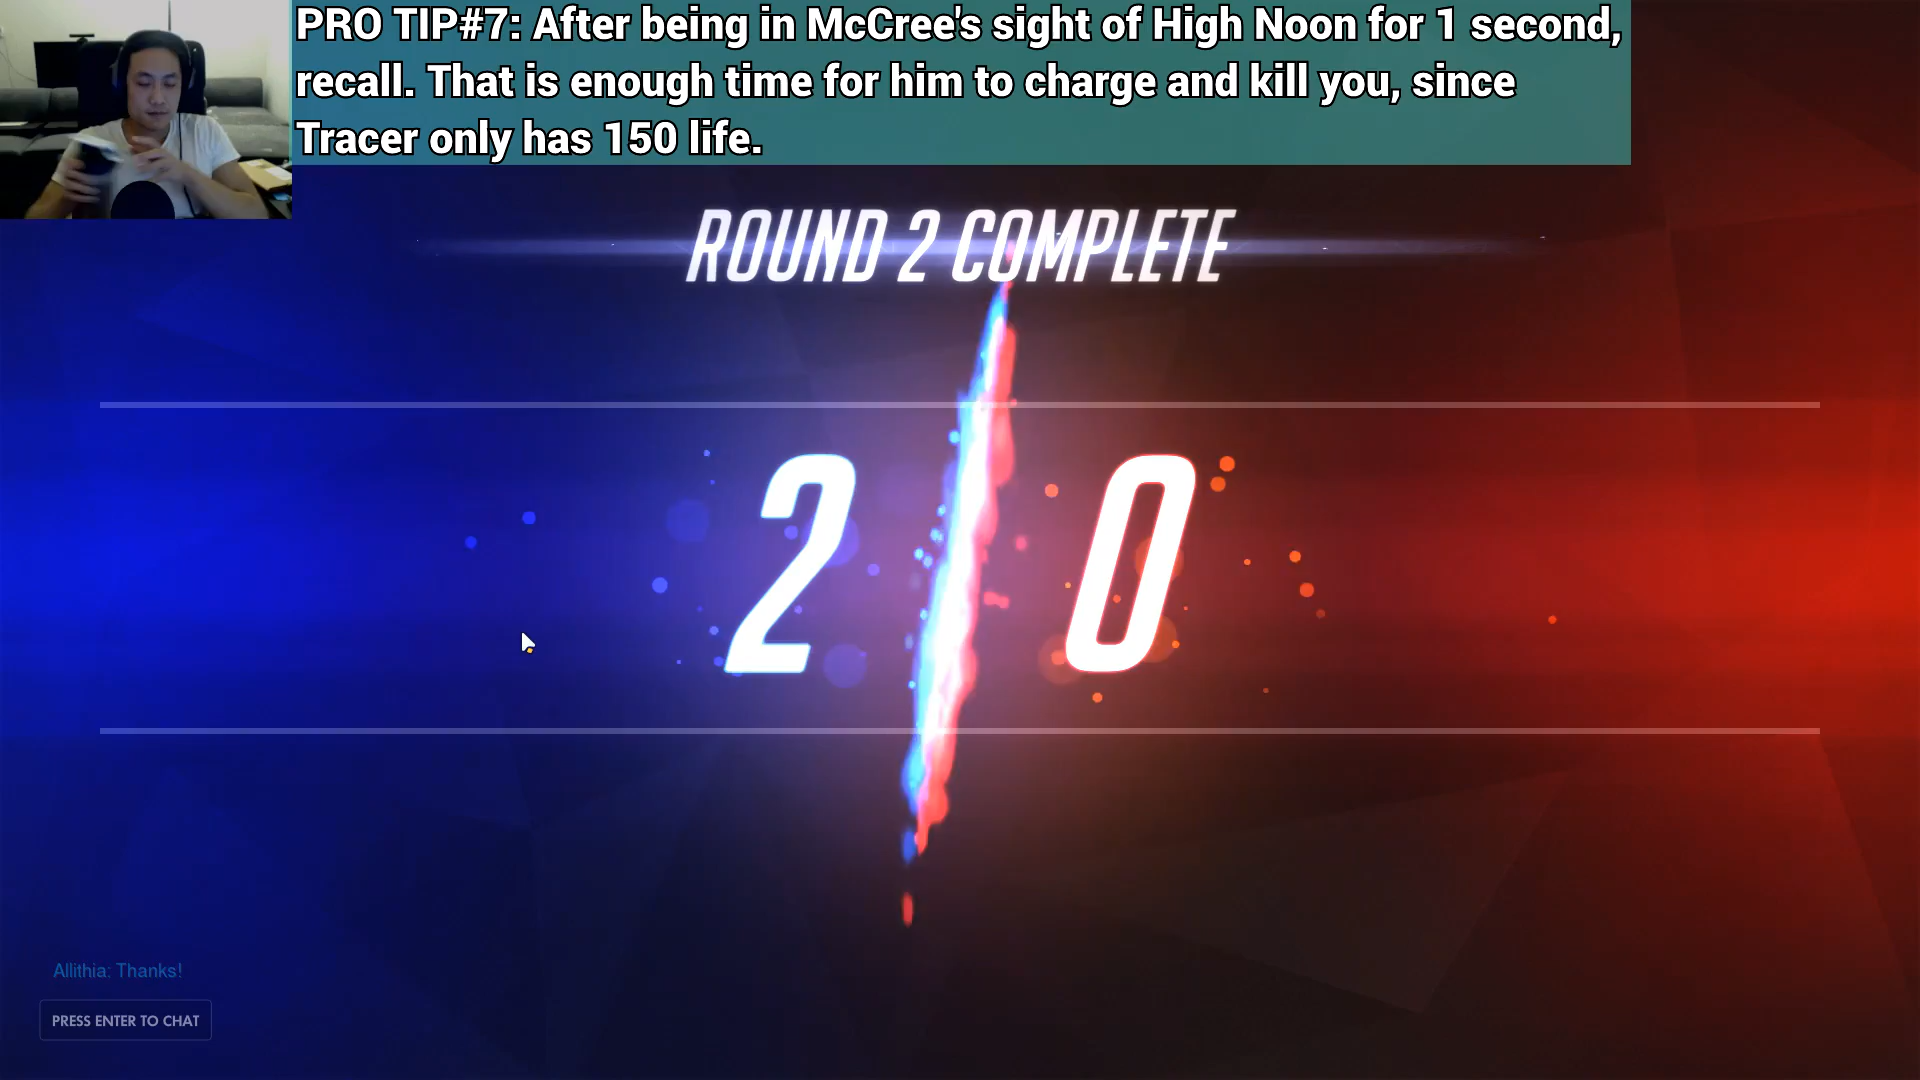 PRO TIP#7: After being in McCree's sight of High Noon for 1 second,
recall. That is enough time for him to charge and kill you, since
Tracer only has 150 life.
ROUND 2 COMPLETE
2 0
Allithia: Thanks!
PRESS ENTER TO CHAT